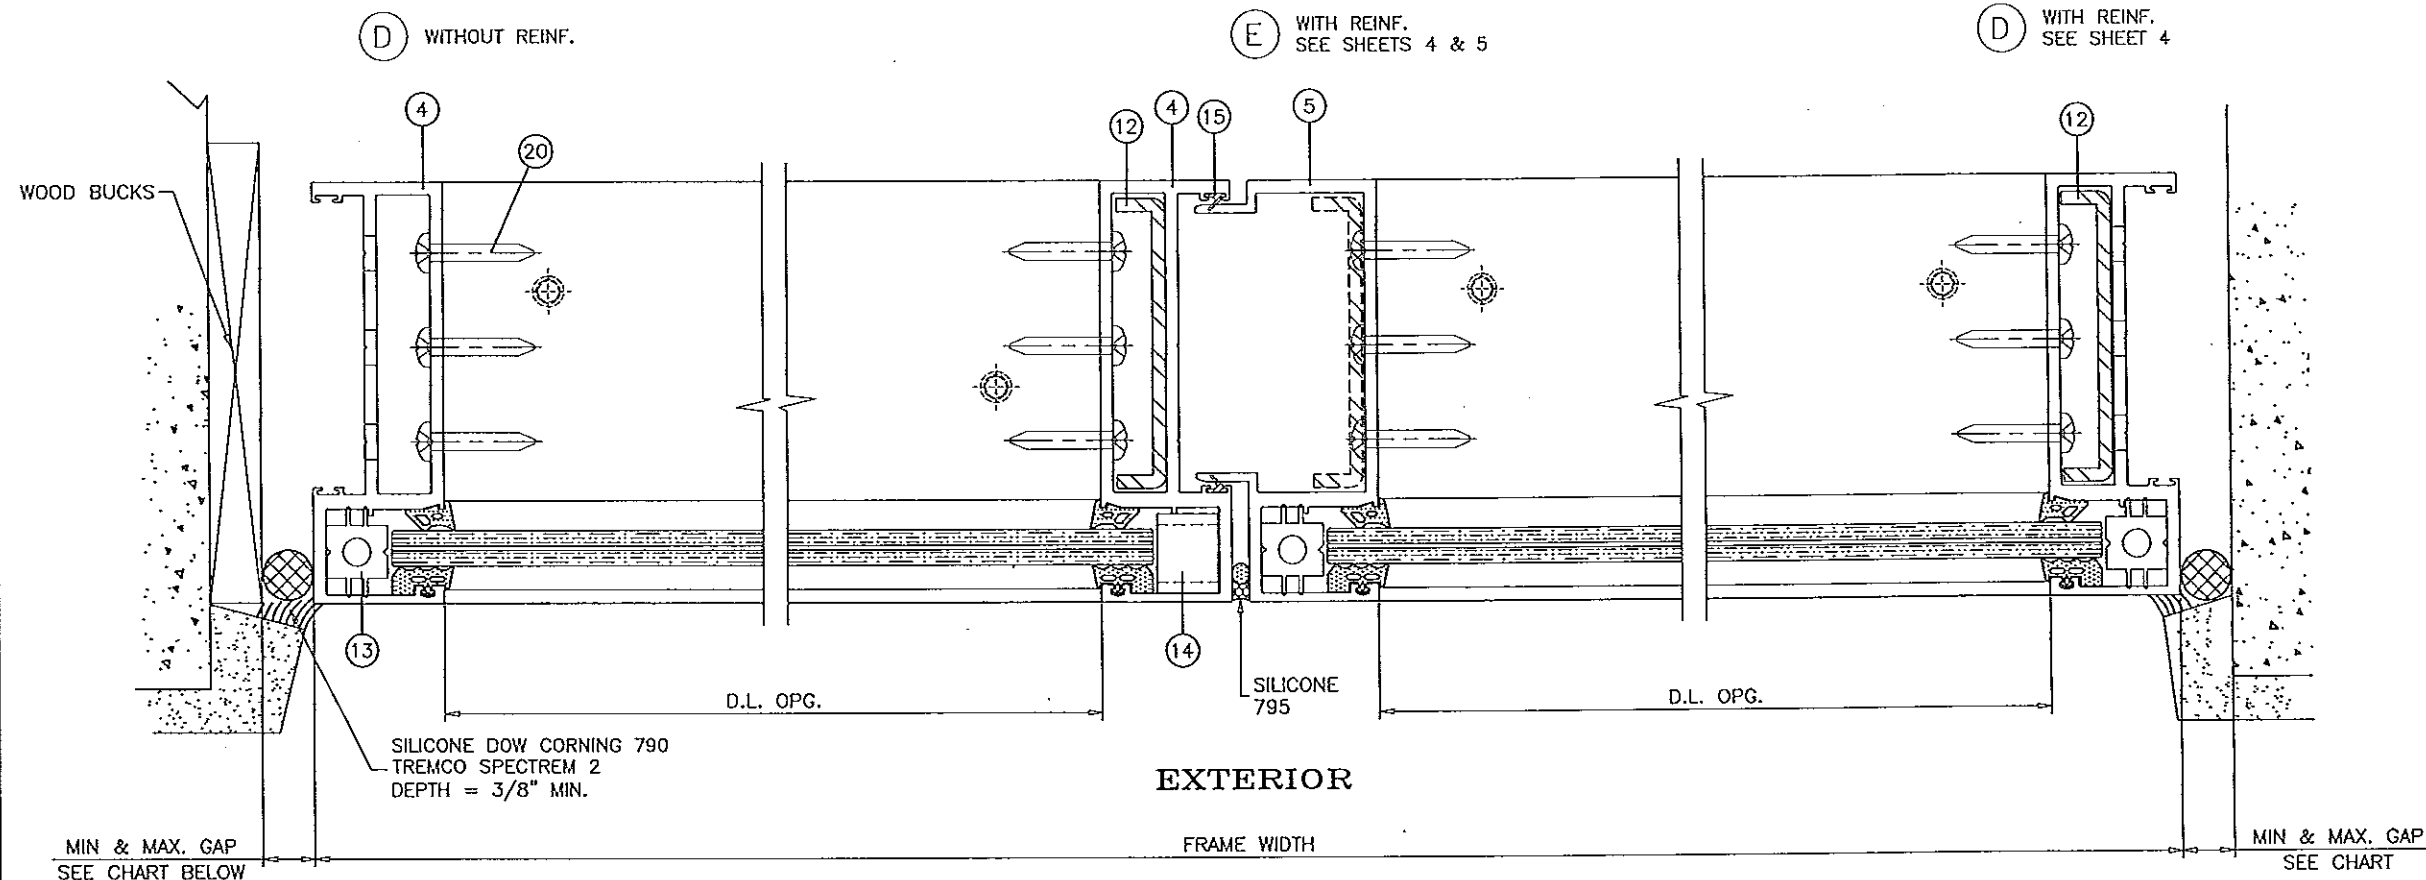 D WITHOUT REINF.
E WITH REINF.
SEE SHEETS 4 & 5
D WITH REINF.
SEE SHEET 4
4
20
12
4
15
5
12
WOOD BUCKS
13
14
SILICONE
795
D.L. OPG.
D.L. OPG.
SILICONE DOW CORNING 790
TREMCO SPECTREM 2
DEPTH = 3/8" MIN.
EXTERIOR
MIN & MAX. GAP
SEE CHART BELOW
FRAME WIDTH
MIN & MAX. GAP
SEE CHART